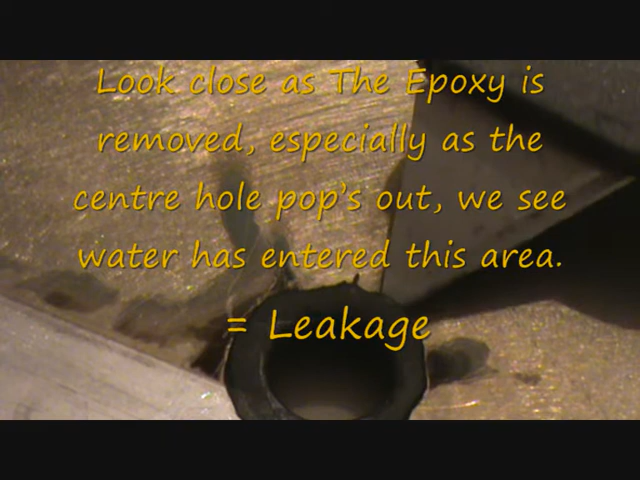 Look close as The Epoxy is
removed, especially as the
centre hole pop's out, we see
water has entered this area.
= Leakage